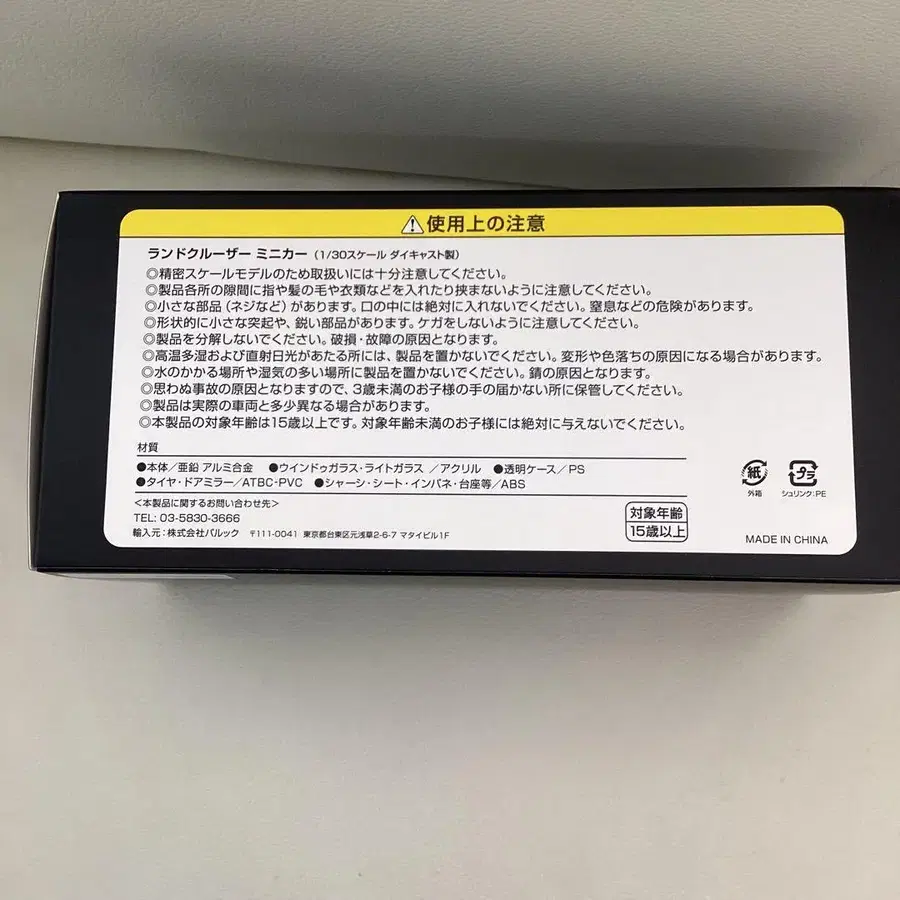 使用上の注意
ランドクルーザー ミニカー（1/30スケール ダイキャスト製）
◎精密スケールモデルのため取扱いには十分注意してください。
◎製品各所の隙間に指や髪の毛や衣類などを入れたり挟まないように注意してください。
◎小さな部品（ネジなど）があります。口の中には絶対に入れないでください。窒息などの危険があります。
◎形状的に小さな突起や、鋭い部品があります。ケガをしないように注意してください。
◎製品を分解しないでください。破損・故障の原因となります。
◎高温多湿および直射日光があたる所には、製品を置かないでください。変形や色落ちの原因になる場合があります。
◎水のかかる場所や湿気の多い場所に製品を置かないでください。錆の原因となります。
◎思わぬ事故の原因となりますので、3歳未満のお子様の手の届かない所に保管してください。
◎製品は実際の車両と多少異なる場合があります。
◎本製品の対象年齢は15歳以上です。対象年齢未満のお子様には絶対に与えないでください。
材質
●本体／亜鉛 アルミ合金 ●ウインドゥガラス・ライトガラス ／アクリル ●透明ケース／PS
●タイヤ・ドアミラー／ATBC-PVC ●シャーシ・シート・インパネ・台座等／ABS
＜本製品に関するお問い合わせ先＞
TEL: 03-5830-3666
輸入元：株式会社パルック 〒111-0041 東京都台東区元浅草2-6-7 マタイビル1F
対象年齢
15歳以上
紙
外箱
プラ
シュリンク:PE
MADE IN CHINA